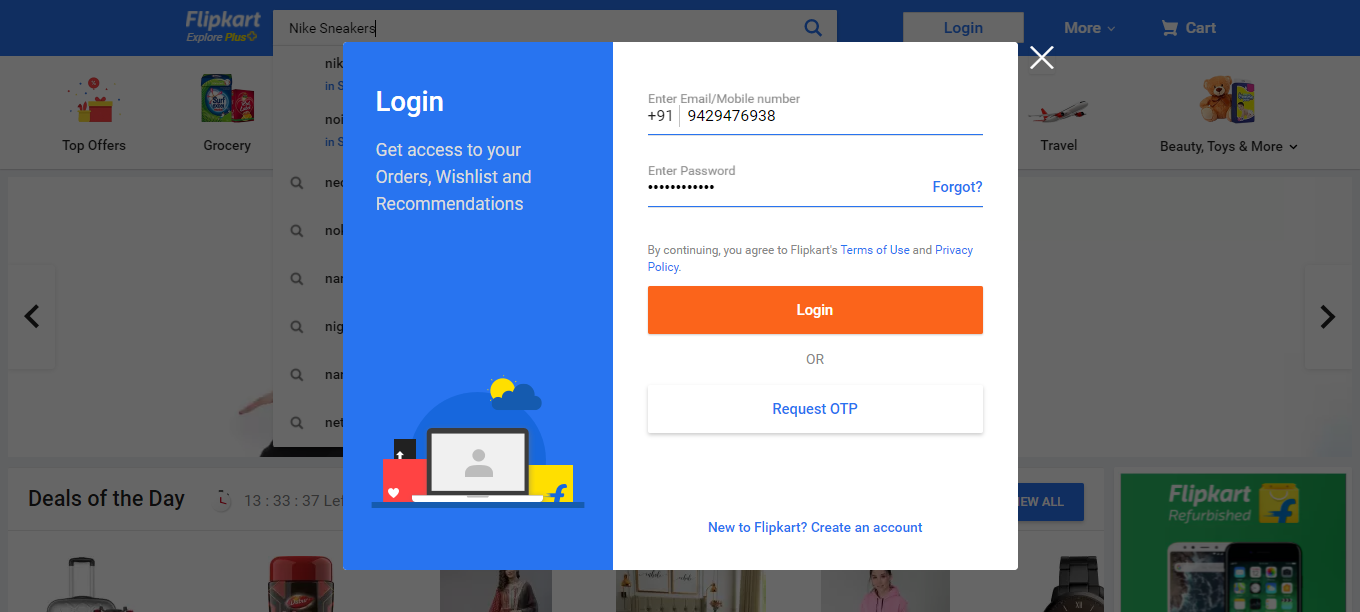 Flipkart
Explore Plus
Nike Sneakers
Login
More
Cart
nik
in S
noi
in S
nec
nok
nar
nig
nar
net
Top Offers
Grocery
Travel
Beauty, Toys & More
Login
Get access to your
Orders, Wishlist and
Recommendations
Enter Email/Mobile number
+91 9429476938
Enter Password
••••••••••••
Forgot?
By continuing, you agree to Flipkart's Terms of Use and Privacy
Policy.
Login
OR
Request OTP
New to Flipkart? Create an account
Deals of the Day
13 : 33 : 37 Lef
IEW ALL
Flipkart
Refurbished